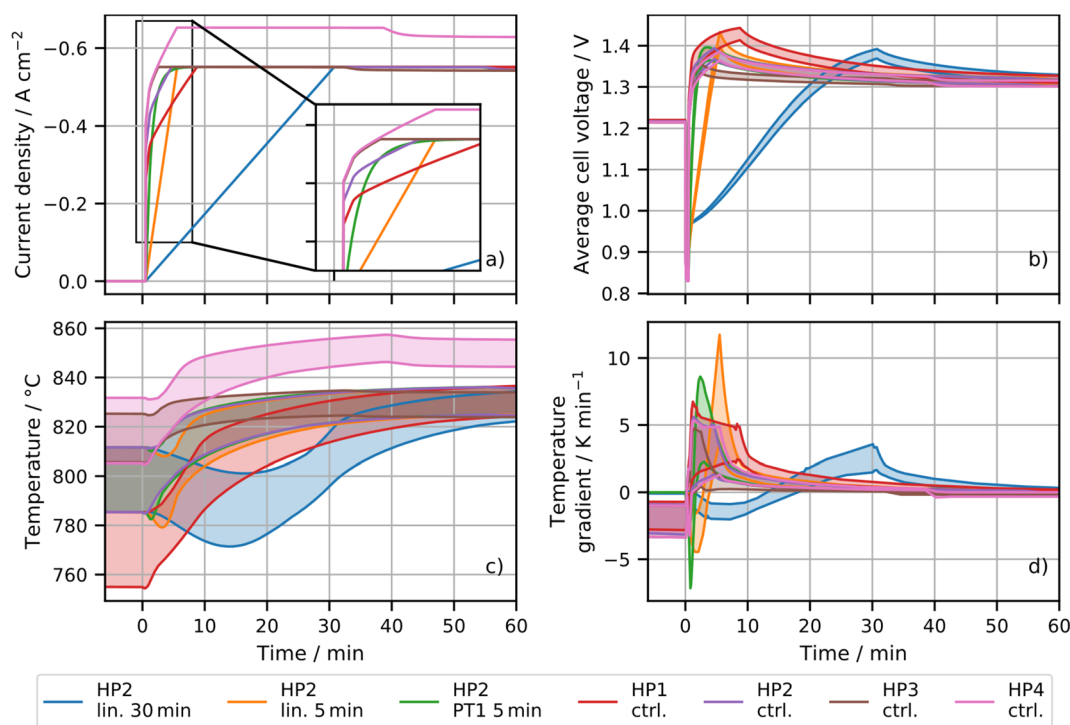 −0.6
−0.4
−0.2
0.0
Current density / A cm⁻²
a)
1.4
1.3
1.2
1.1
1.0
0.9
0.8
Average cell voltage / V
b)
860
840
820
800
780
760
Temperature / °C
c)
0 10 20 30 40 50 60
Time / min
10
5
0
−5
Temperature
gradient / K min⁻¹
d)
0 10 20 30 40 50 60
Time / min
HP2 HP2 HP2 HP1 HP2 HP3 HP4
lin. 30 min lin. 5 min PT1 5 min ctrl. ctrl. ctrl. ctrl.